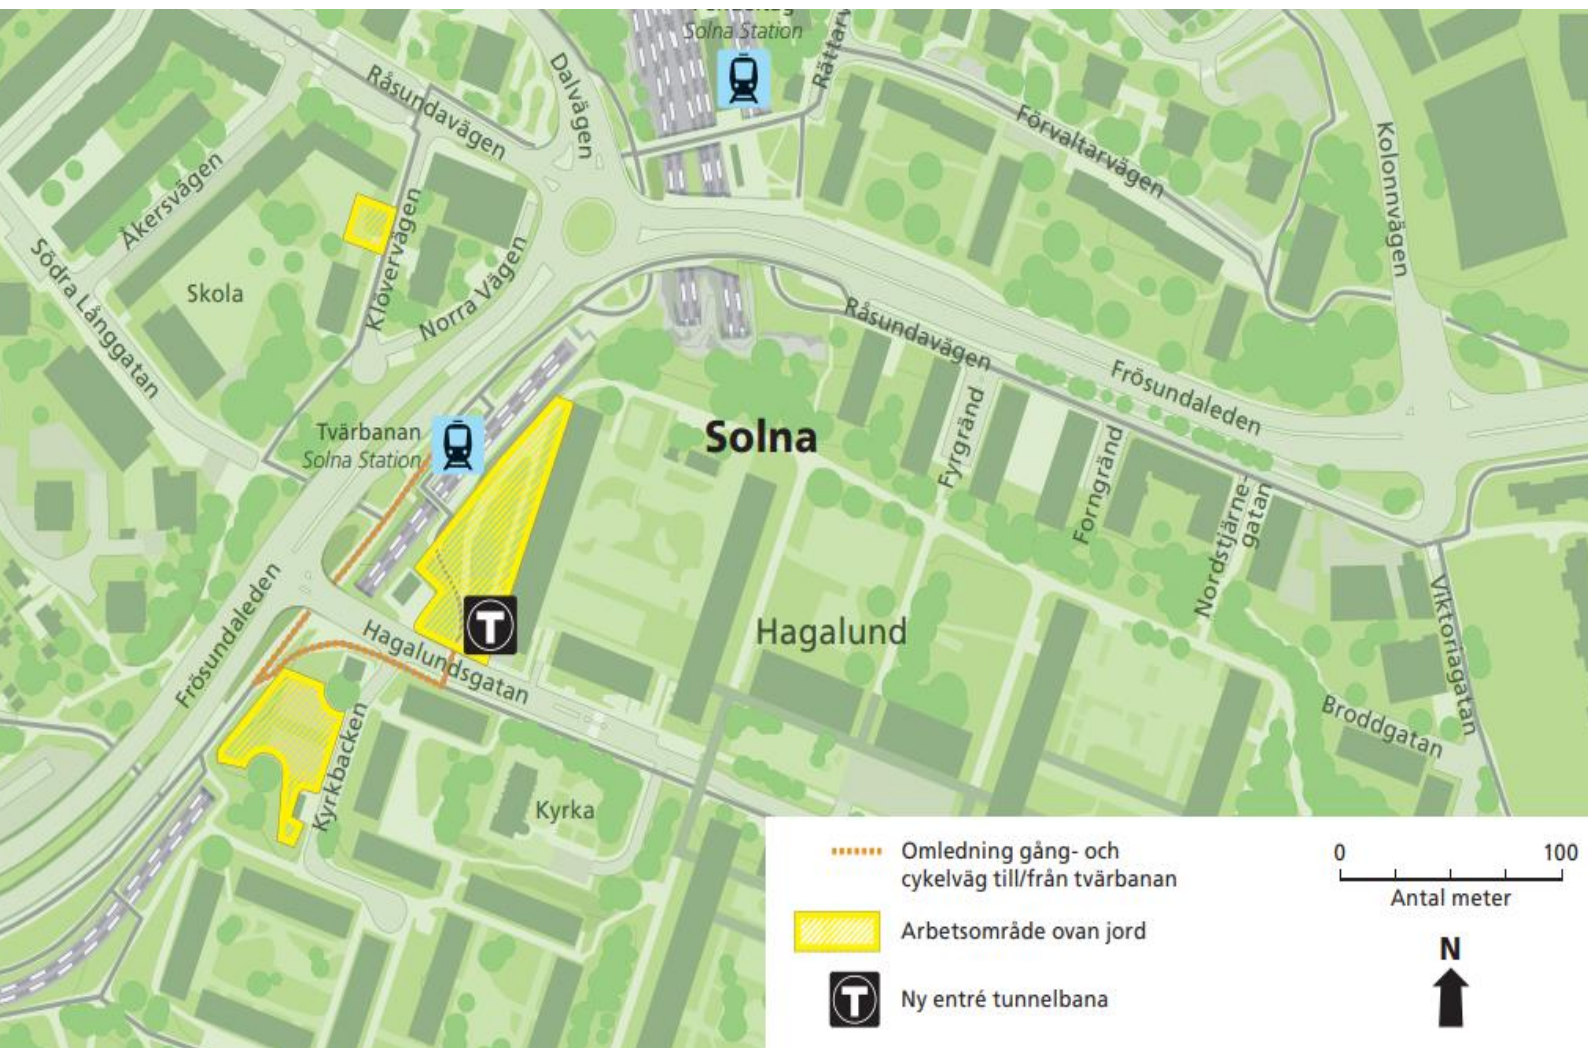 Solna Station
Rättarv
Dalvägen
Råsundavägen
Förvaltarvägen
Kolonnvägen
Åkersvägen
Klövervägen
Södra Långgatan
Skola
Norra Vägen
Råsundavägen
Frösundaleden
Tvärbanan
Solna Station
Solna
Fyrgränd
Forngränd
Nordstjärne-
gatan
Frösundaleden
Hagalundsgatan
T
Hagalund
Viktoriagatan
Broddgatan
Kyrkbacken
Kyrka
Omledning gång- och
cykelväg till/från tvärbanan
Arbetsområde ovan jord
T
Ny entré tunnelbana
0 100
Antal meter
N